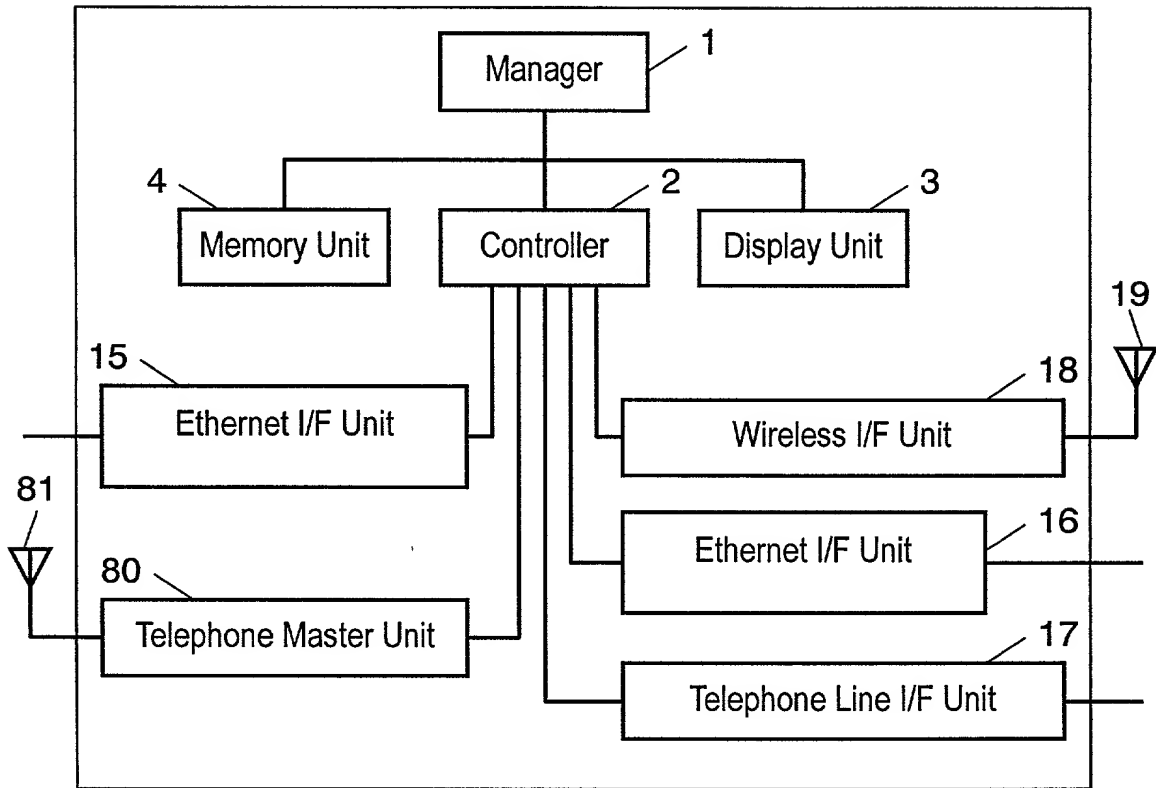 1
Manager
4
2
3
Memory Unit
Controller
Display Unit
19
15
18
Ethernet I/F Unit
Wireless I/F Unit
81
16
Ethernet I/F Unit
80
Telephone Master Unit
17
Telephone Line I/F Unit